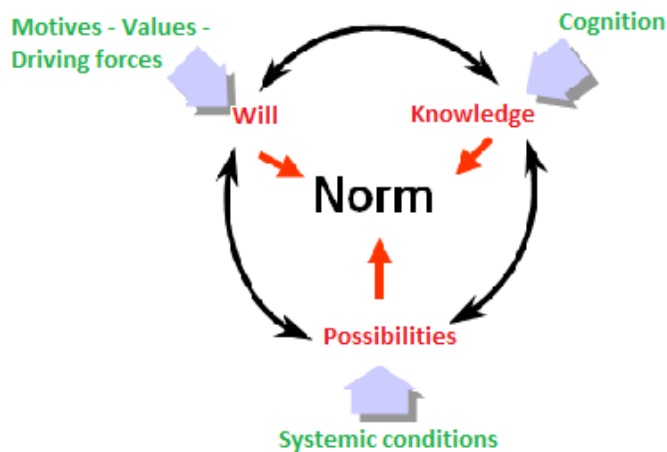 Motives - Values -
Driving forces
Cognition
Will
Knowledge
Norm
Possibilities
Systemic conditions